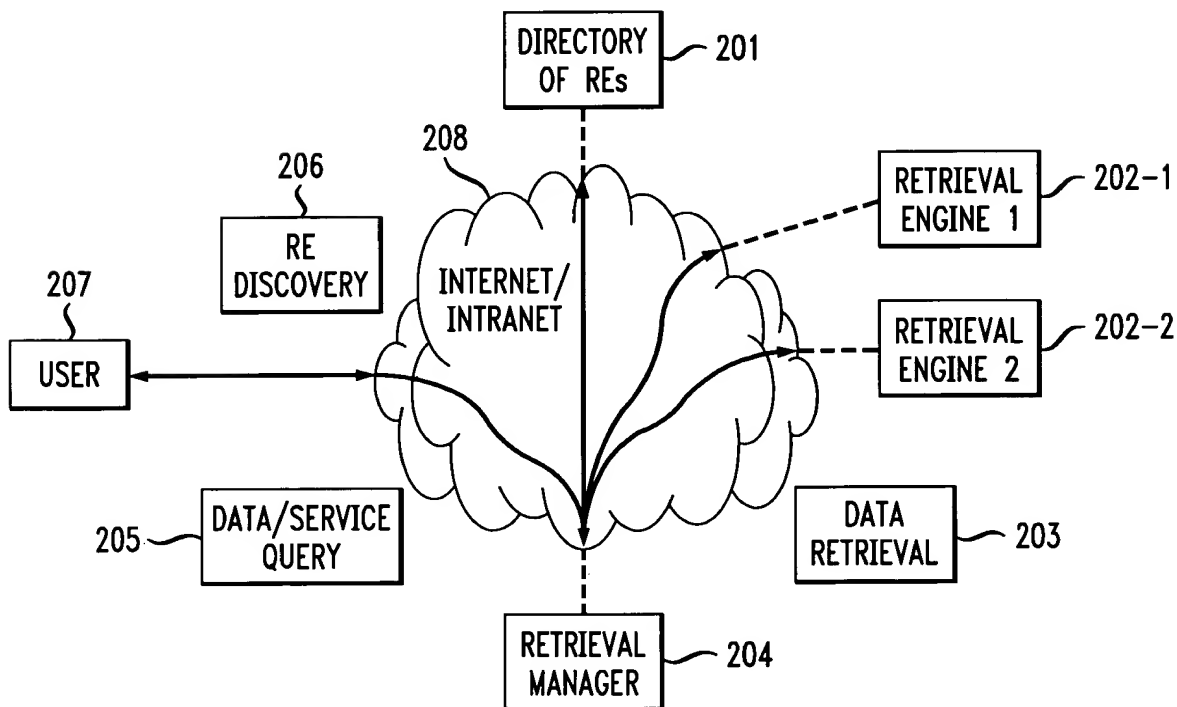 DIRECTORY
OF REs
201
208
206
RE
DISCOVERY
INTERNET/
INTRANET
RETRIEVAL
ENGINE 1
202-1
207
USER
RETRIEVAL
ENGINE 2
202-2
205
DATA/SERVICE
QUERY
DATA
RETRIEVAL
203
RETRIEVAL
MANAGER
204